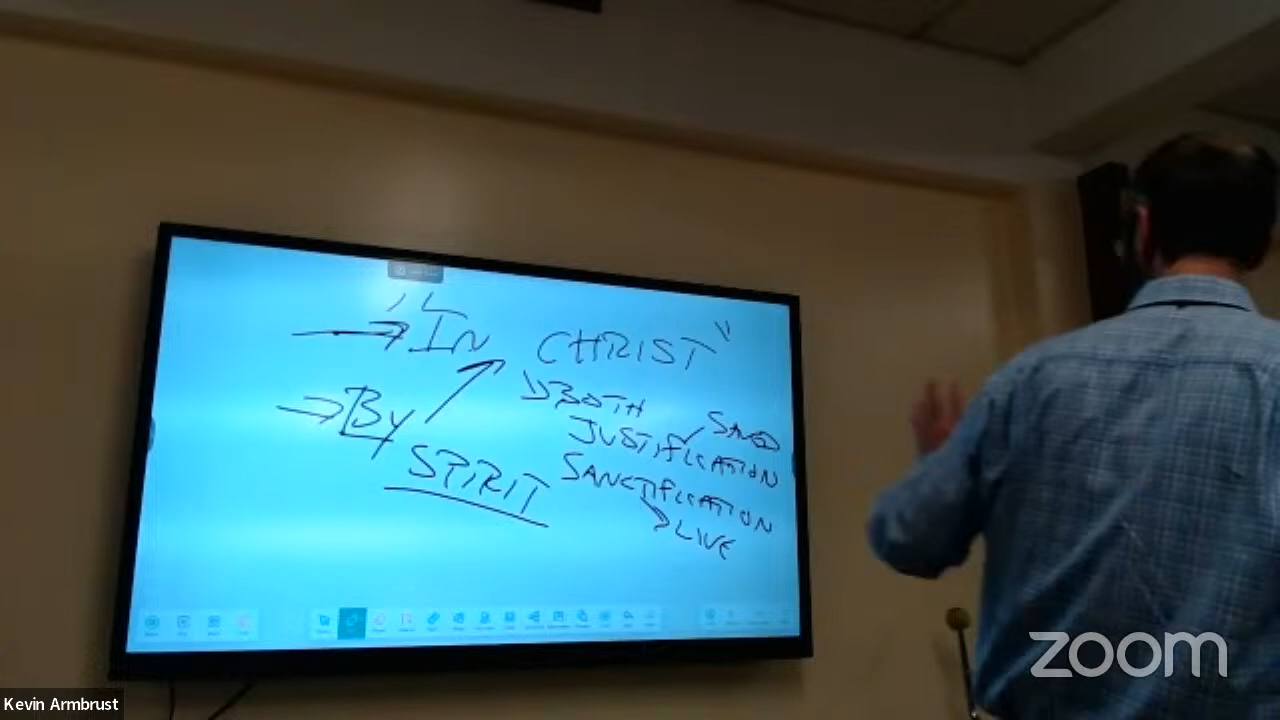 "IN CHRIST"
BOTH
SAVED
JUSTIFICATION
BY
SPIRIT
SANCTIFICATION
LIVE
zoom
Kevin Armbrust